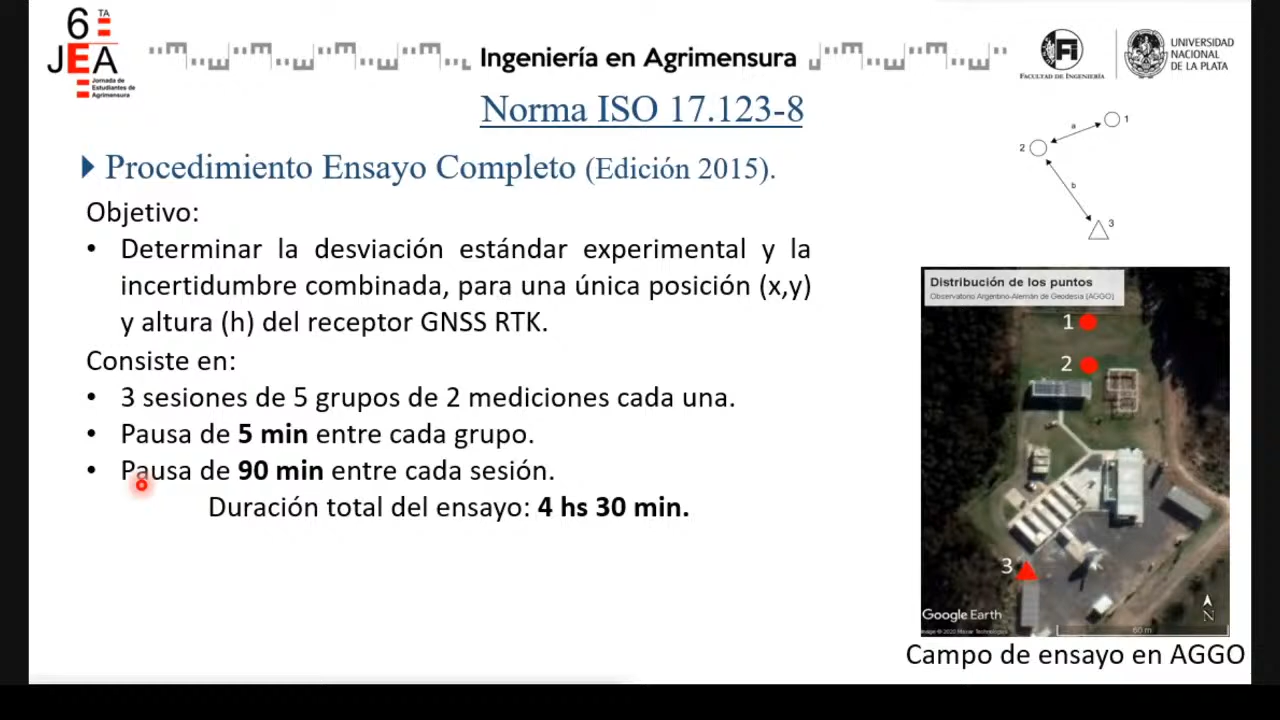 6 TA
JEA
Jornada de
Estudiantes de
Agrimensura
Ingeniería en Agrimensura
Fi
FACULTAD DE INGENIERÍA
UNIVERSIDAD
NACIONAL
DE LA PLATA
Norma ISO 17.123-8
Procedimiento Ensayo Completo (Edición 2015).
Objetivo:
• Determinar la desviación estándar experimental y la
incertidumbre combinada, para una única posición (x,y)
y altura (h) del receptor GNSS RTK.
Consiste en:
• 3 sesiones de 5 grupos de 2 mediciones cada una.
• Pausa de 5 min entre cada grupo.
• Pausa de 90 min entre cada sesión.
Duración total del ensayo: 4 hs 30 min.
a
1
2
b
3
Distribución de los puntos
Observatorio Argentino-Alemán de Geodesia (AGGO)
1
2
3
Google Earth
N
60 m
Campo de ensayo en AGGO